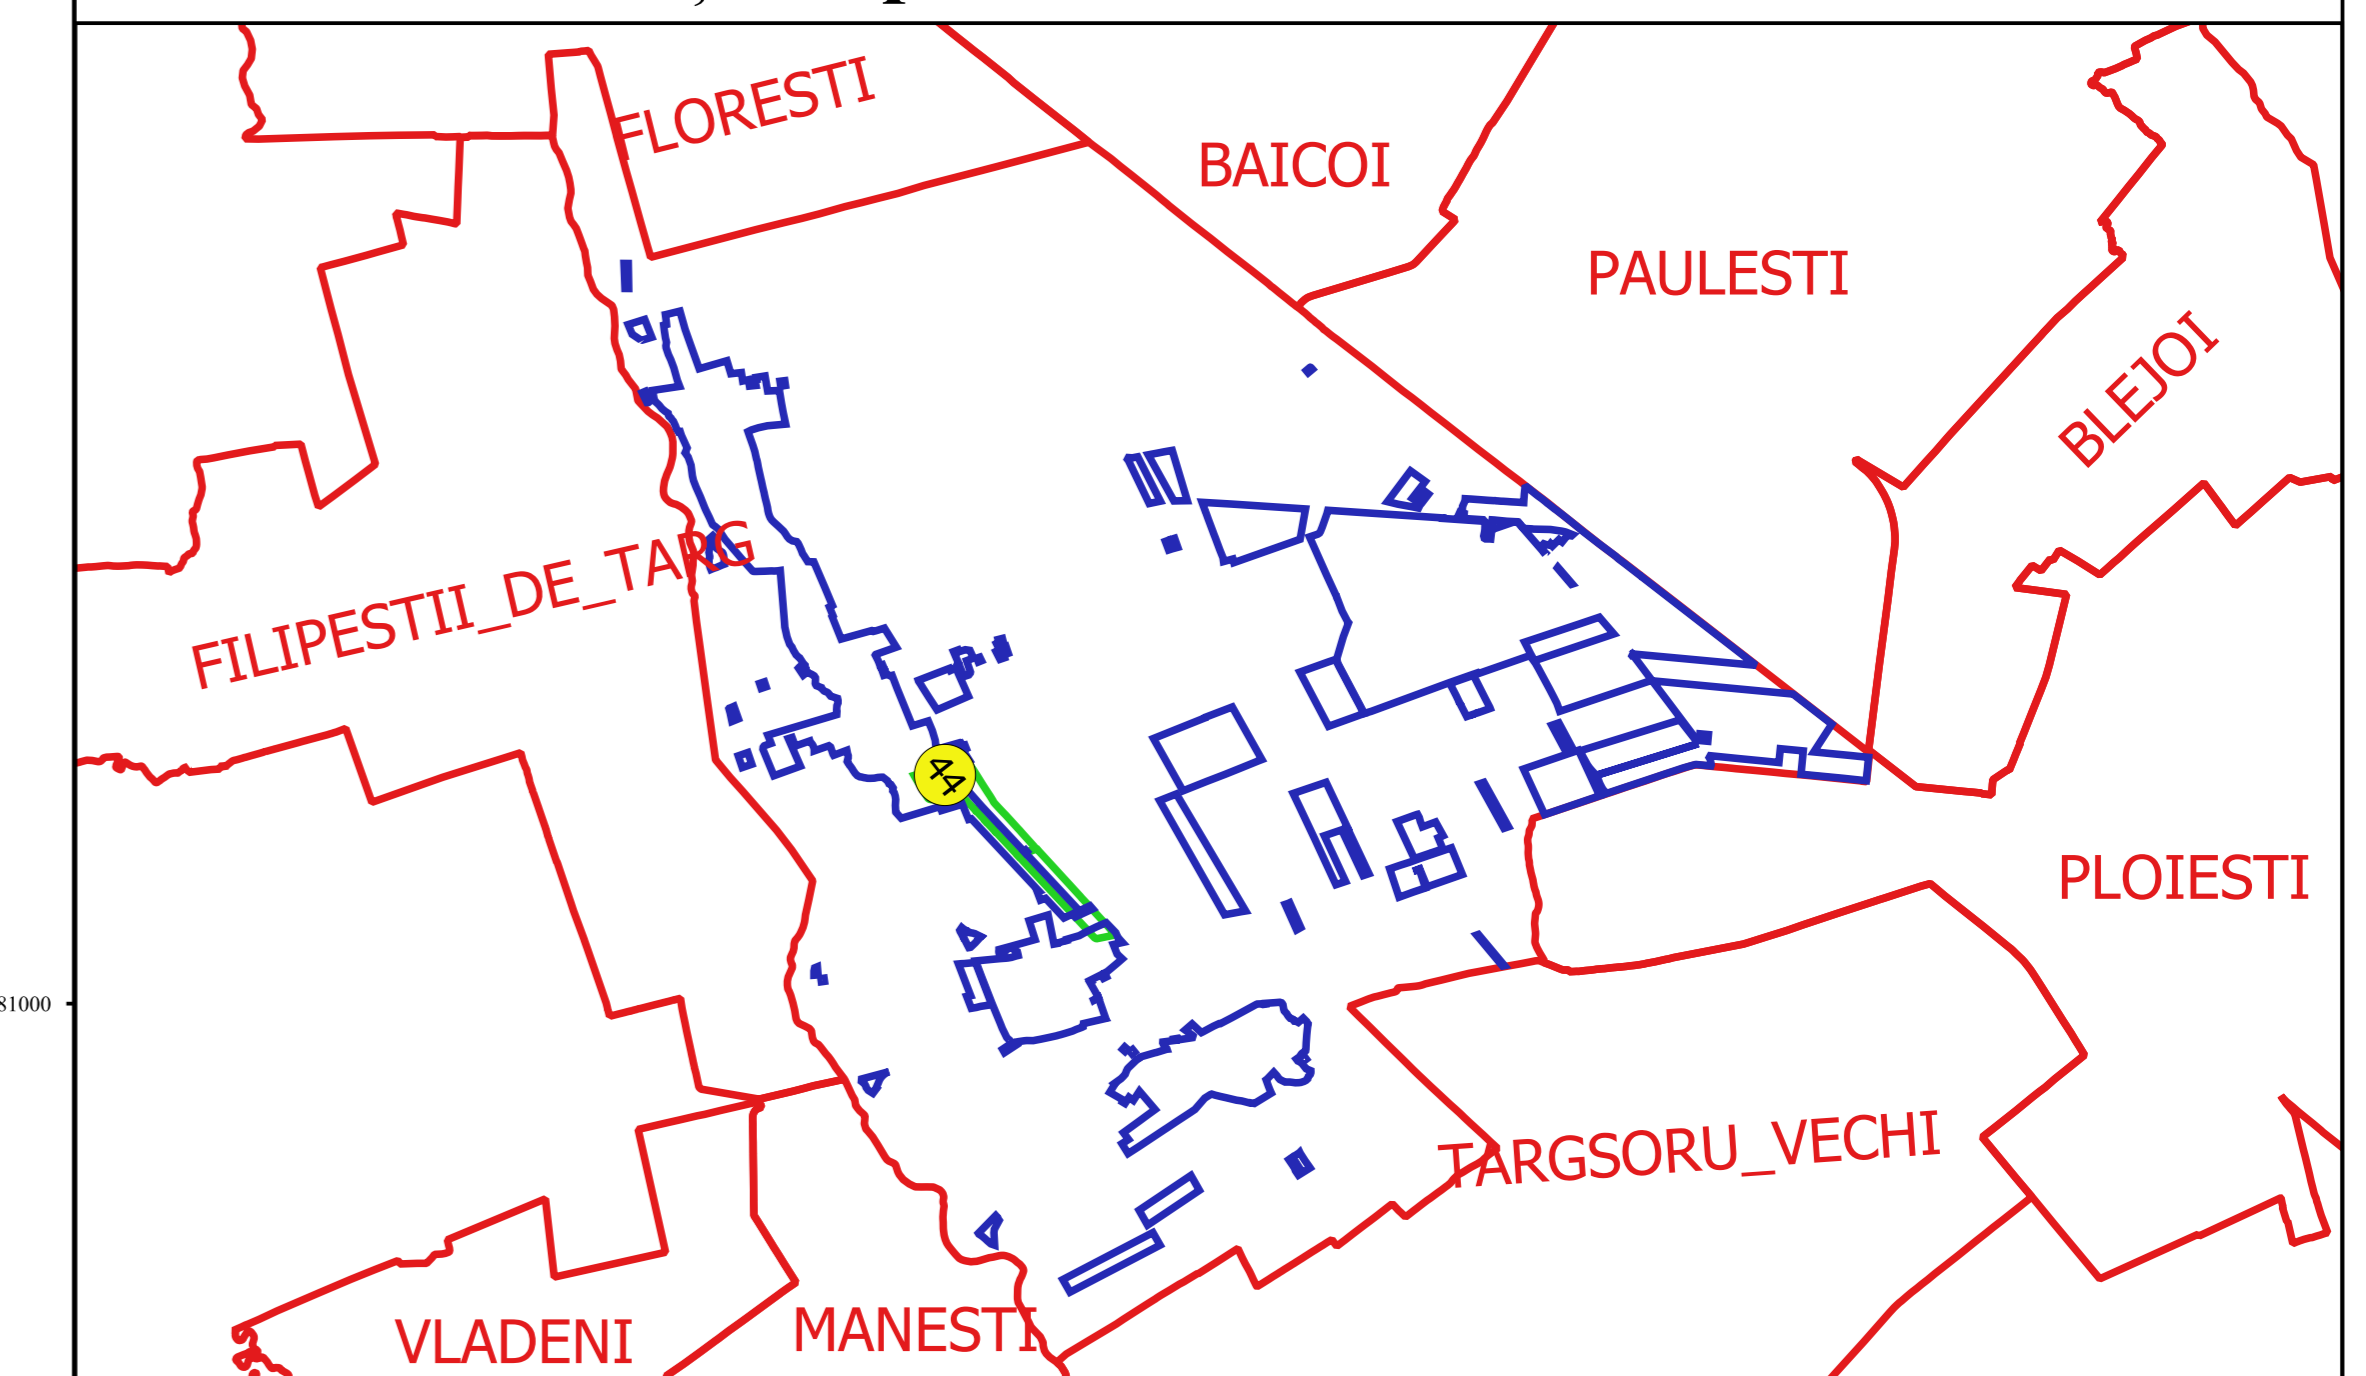 FLORESTI
BAICOI
PAULESTI
BLEJOI
FILIPESTII_DE_TARG
44
PLOIESTI
81000
TARGSORU_VECHI
MANESTI
VLADENI